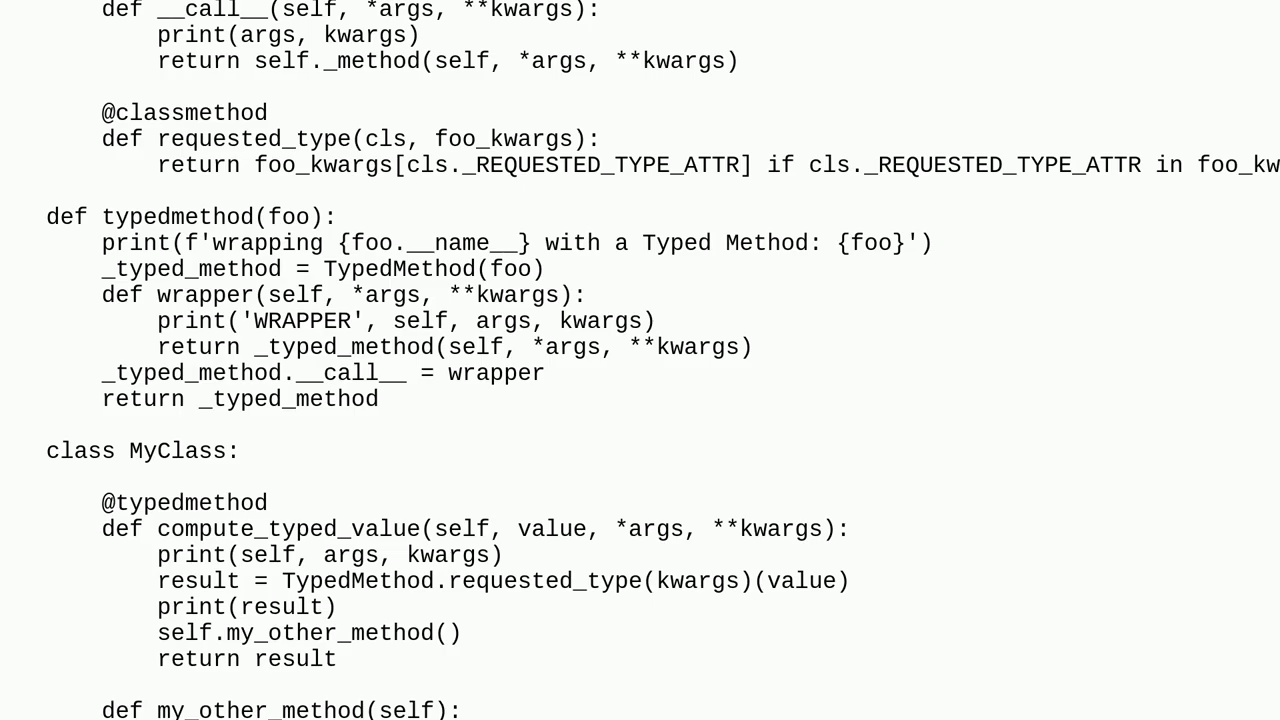 def __call__(self, *args, **kwargs):
print(args, kwargs)
return self._method(self, *args, **kwargs)
@classmethod
def requested_type(cls, foo_kwargs):
return foo_kwargs[cls._REQUESTED_TYPE_ATTR] if cls._REQUESTED_TYPE_ATTR in foo_kw
def typedmethod(foo):
print(f'wrapping {foo.__name__} with a Typed Method: {foo}')
_typed_method = TypedMethod(foo)
def wrapper(self, *args, **kwargs):
print('WRAPPER', self, args, kwargs)
return _typed_method(self, *args, **kwargs)
_typed_method.__call__ = wrapper
return _typed_method
class MyClass:
@typedmethod
def compute_typed_value(self, value, *args, **kwargs):
print(self, args, kwargs)
result = TypedMethod.requested_type(kwargs)(value)
print(result)
self.my_other_method()
return result
def my_other_method(self):